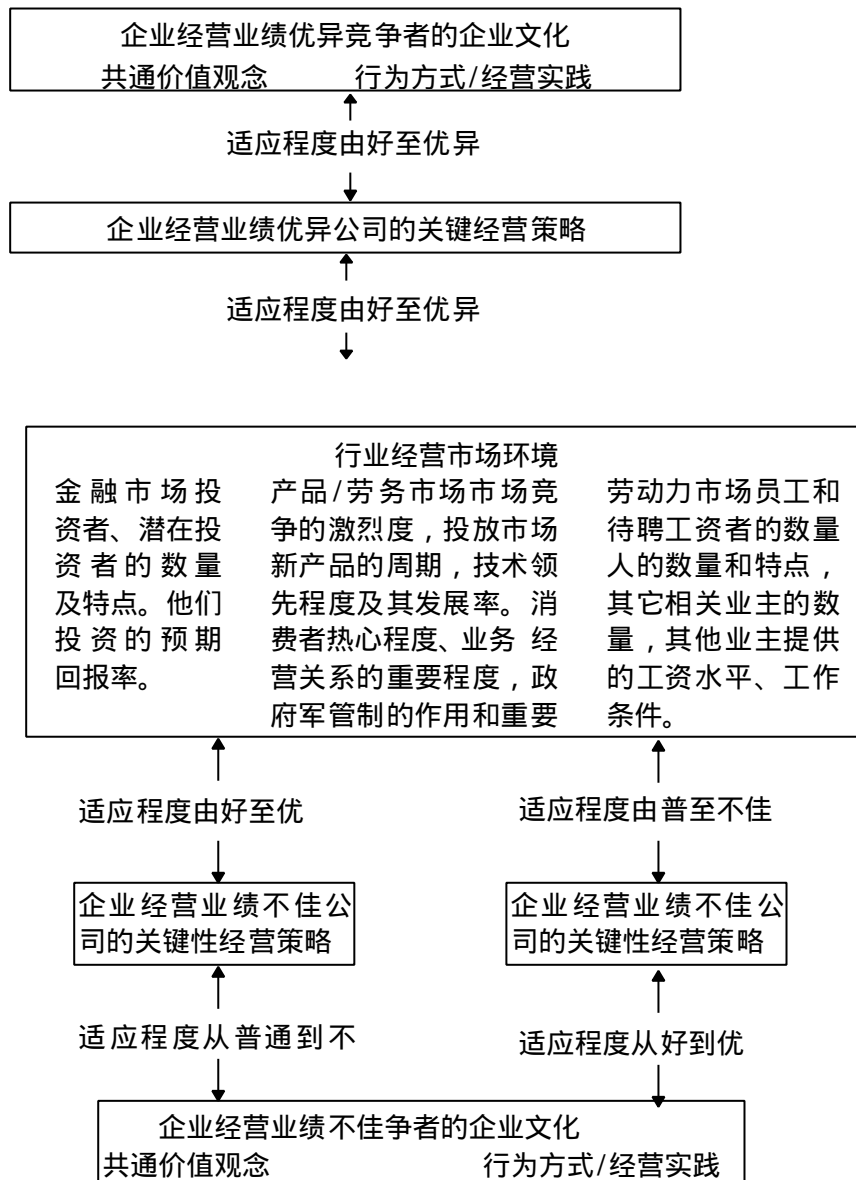 企业经营业绩优异竞争者的企业文化
共通价值观念 行为方式/经营实践
适应程度由好至优异
企业经营业绩优异公司的关键经营策略
适应程度由好至优异
行业经营市场环境
金融市场投
资者、潜在投
资者的数量
及特点。他们
投资的预期
回报率。
产品/劳务市场市场竞
争的激烈度，投放市场
新产品的周期，技术领
先程度及其发展率。消
费者热心程度、业务 经
营关系的重要程度，政
府军管制的作用和重要
劳动力市场员工和
待聘工资者的数量
人的数量和特点，
其它相关业主的数
量，其他业主提供
的工资水平、工作
条件。
适应程度由好至优
适应程度由普至不佳
企业经营业绩不佳公
司的关键性经营策略
企业经营业绩不佳公
司的关键性经营策略
适应程度从普通到不
适应程度从好到优
企业经营业绩不佳争者的企业文化
共通价值观念 行为方式/经营实践